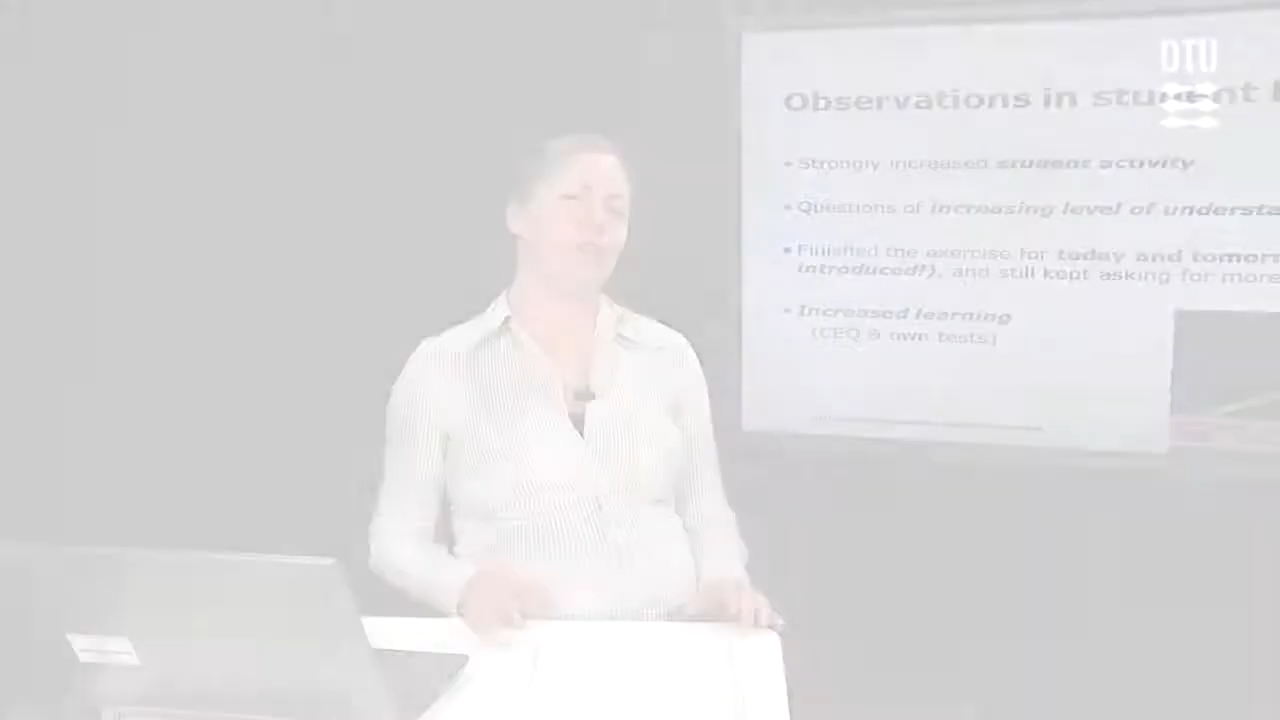 DTU
Observations in student
• Strongly increased student activity
• Questions of increasing level of understa
• Finished the exercise for today and tomorr
introduced!), and still kept asking for more
• Increased learning
(CEQ & own tests)